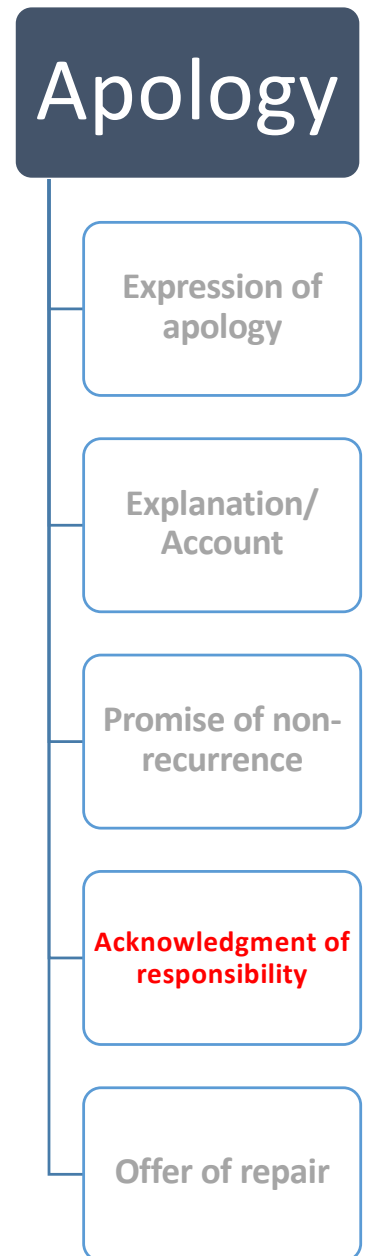 Apology
Expression of
apology
Explanation/
Account
Promise of non-
recurrence
Acknowledgment of
responsibility
Offer of repair